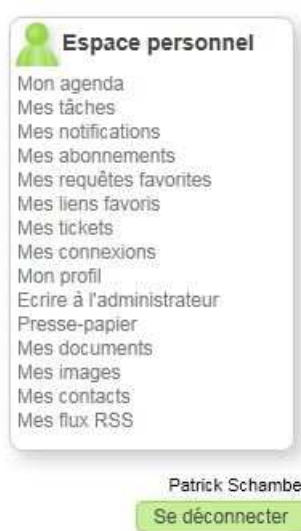 Espace personnel
Mon agenda
Mes tâches
Mes notifications
Mes abonnements
Mes requêtes favorites
Mes liens favoris
Mes tickets
Mes connexions
Mon profil
Ecrire à l'administrateur
Presse-papier
Mes documents
Mes images
Mes contacts
Mes flux RSS
Patrick Schambe
Se déconnecter